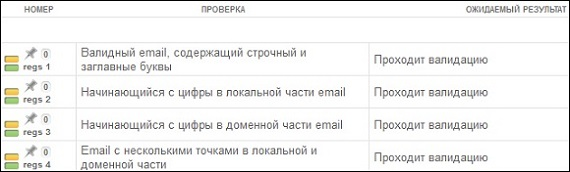 НОМЕР ПРОВЕРКА ОЖИДАЕМЫЙ РЕЗУЛЬТАТ
0
regs 1
Валидный email, содержащий строчный и
заглавные буквы
Проходит валидацию
0
regs 2
Начинающийся с цифры в локальной части email
Проходит валидацию
0
regs 3
Начинающийся с цифры в доменной части email
Проходит валидацию
0
regs 4
Email с несколькими точками в локальной и
доменной части
Проходит валидацию